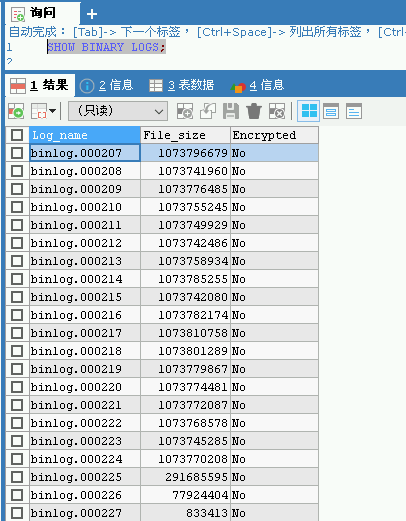 询问
自动完成: [Tab]-> 下一个标签, [Ctrl+Space]-> 列出所有标签, [Ctrl+
1 SHOW BINARY LOGS;
2
1 结果 2 信息 3 表数据 4 信息
(只读)
Log_name File_size Encrypted
binlog.000207 1073796679 No
binlog.000208 1073741960 No
binlog.000209 1073776485 No
binlog.000210 1073755245 No
binlog.000211 1073749929 No
binlog.000212 1073742486 No
binlog.000213 1073758934 No
binlog.000214 1073785255 No
binlog.000215 1073742080 No
binlog.000216 1073782174 No
binlog.000217 1073810758 No
binlog.000218 1073801289 No
binlog.000219 1073779867 No
binlog.000220 1073774481 No
binlog.000221 1073772087 No
binlog.000222 1073768578 No
binlog.000223 1073745285 No
binlog.000224 1073770208 No
binlog.000225 291685595 No
binlog.000226 77924404 No
binlog.000227 833413 No